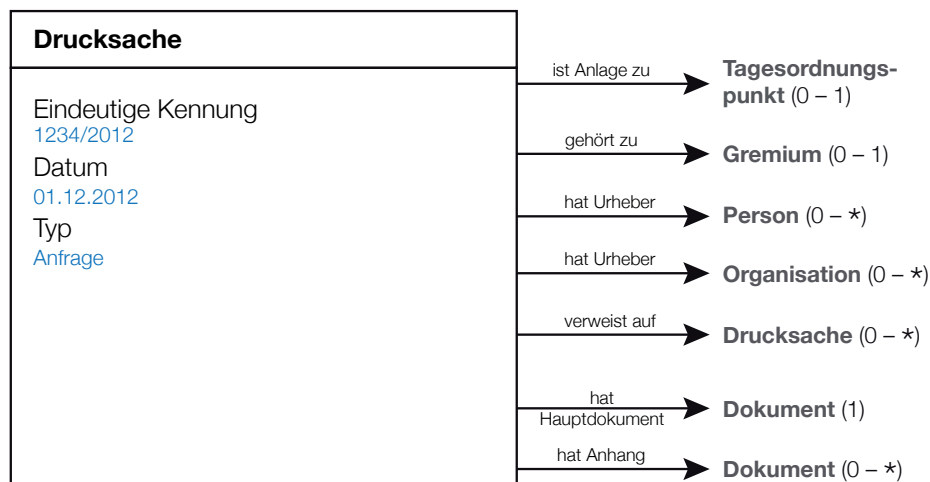 Drucksache
Eindeutige Kennung
1234/2012
Datum
01.12.2012
Typ
Anfrage
ist Anlage zu
Tagesordnungs-
punkt (0 – 1)
gehört zu
Gremium (0 – 1)
hat Urheber
Person (0 – *)
hat Urheber
Organisation (0 – *)
verweist auf
Drucksache (0 – *)
hat
Hauptdokument
Dokument (1)
hat Anhang
Dokument (0 – *)